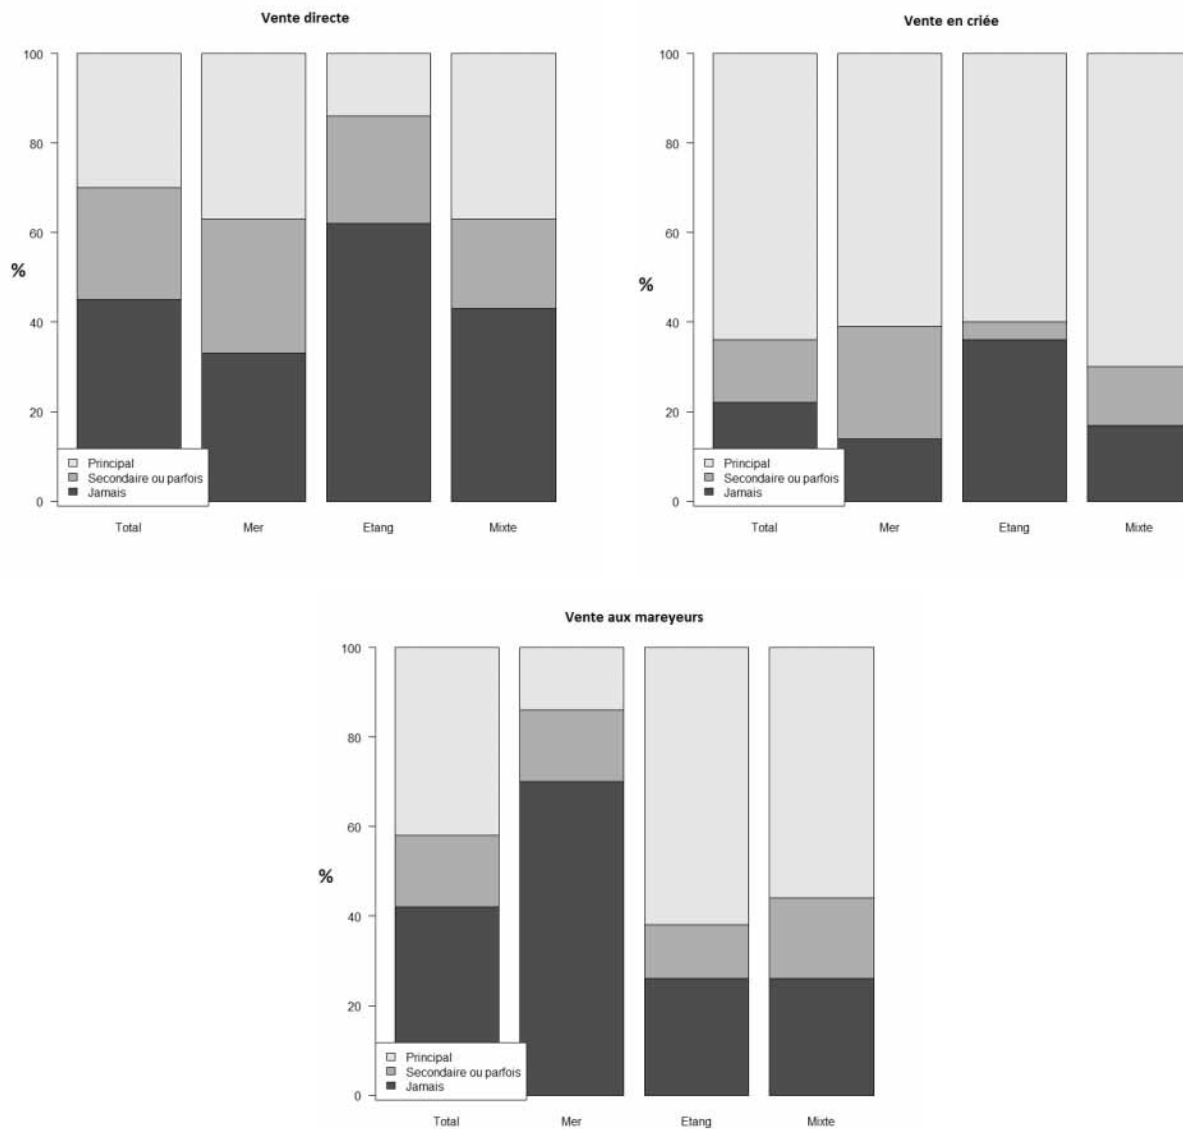 Vente directe
100
80
60
%
40
20
0
Principal
Secondaire ou parfois
Jamais
Total Mer Etang Mixte
Vente en criée
100
80
60
%
40
20
0
Principal
Secondaire ou parfois
Jamais
Total Mer Etang Mixte
Vente aux mareyeurs
100
80
60
%
40
20
0
Principal
Secondaire ou parfois
Jamais
Total Mer Etang Mixte